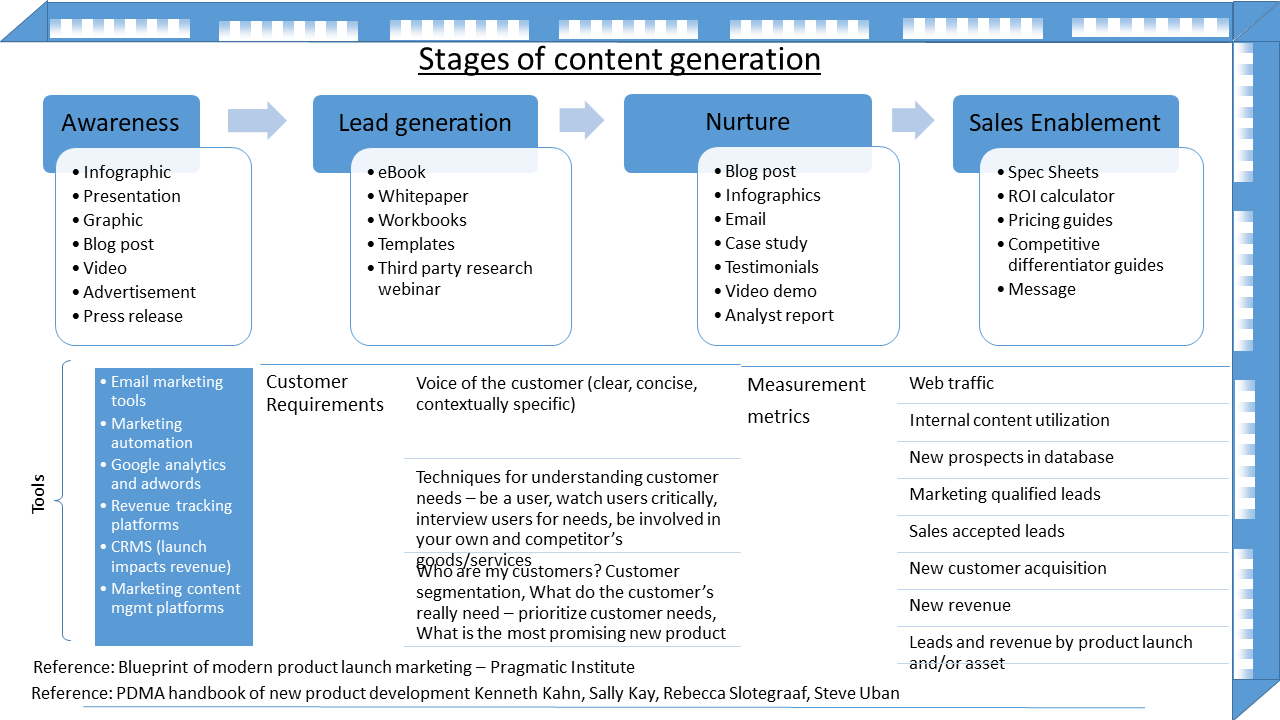 Stages of content generation
Awareness
• Infographic
• Presentation
• Graphic
• Blog post
• Video
• Advertisement
• Press release
Lead generation
• eBook
• Whitepaper
• Workbooks
• Templates
• Third party research
webinar
Nurture
• Blog post
• Infographics
• Email
• Case study
• Testimonials
• Video demo
• Analyst report
Sales Enablement
• Spec Sheets
• ROI calculator
• Pricing guides
• Competitive
differentiator guides
• Message
Tools
• Email marketing
tools
• Marketing
automation
• Google analytics
and adwords
• Revenue tracking
platforms
• CRMS (launch
impacts revenue)
• Marketing content
mgmt platforms
Customer
Requirements
Voice of the customer (clear, concise,
contextually specific)
Techniques for understanding customer
needs – be a user, watch users critically,
interview users for needs, be involved in
your own and competitor's
goods/services
Who are my customers? Customer
segmentation, What do the customer's
really need – prioritize customer needs,
What is the most promising new product
Measurement
metrics
Web traffic
Internal content utilization
New prospects in database
Marketing qualified leads
Sales accepted leads
New customer acquisition
New revenue
Leads and revenue by product launch
and/or asset
Reference: Blueprint of modern product launch marketing – Pragmatic Institute
Reference: PDMA handbook of new product development Kenneth Kahn, Sally Kay, Rebecca Slotegraaf, Steve Uban